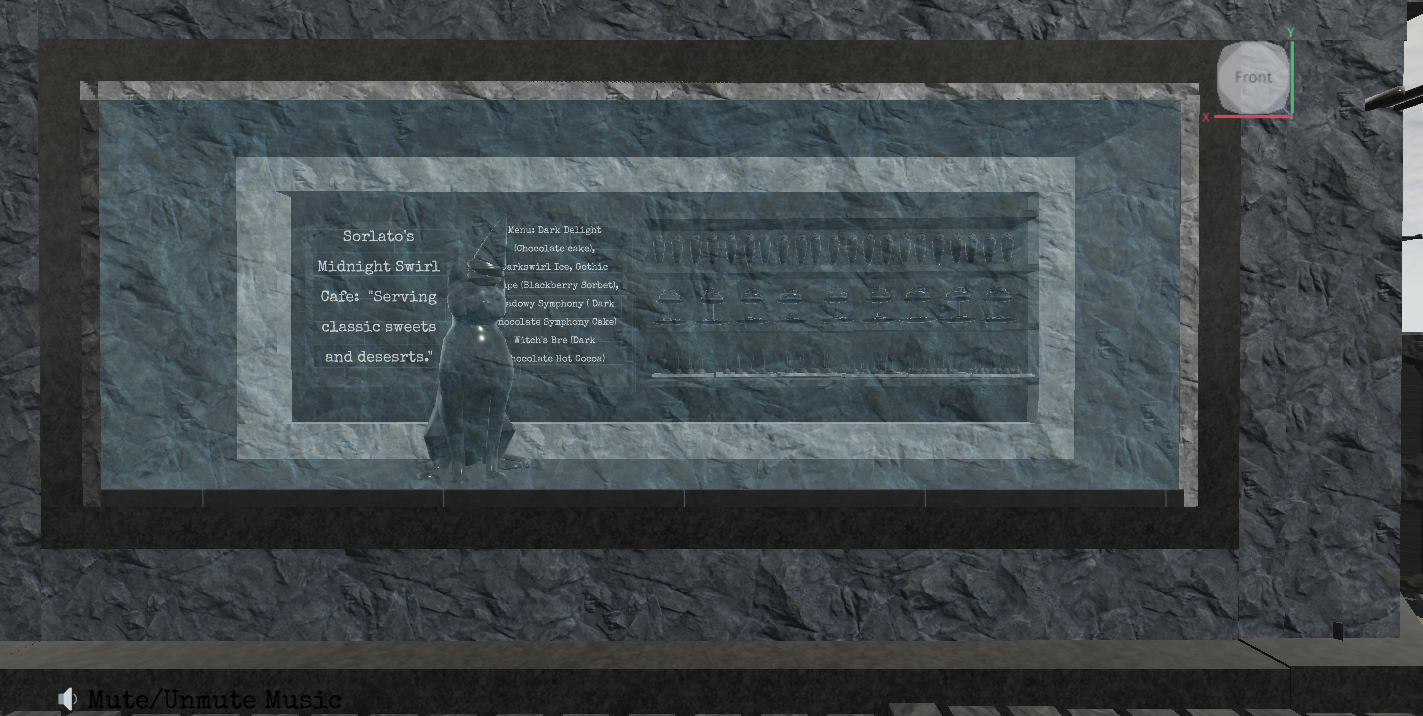 Front
Y
X
Sorlato's
Midnight Swirl
Cafe: "Serving
classic sweets
and desesrts."
Menu: Dark Delight
(Chocolate cake),
Ice, Gothic
(Blackberry Sorbet),
Symphony ( Dark
Symphony Cake)
Witch's Bre (Dark
Hot Cocoa)
Mute/Unmute Music